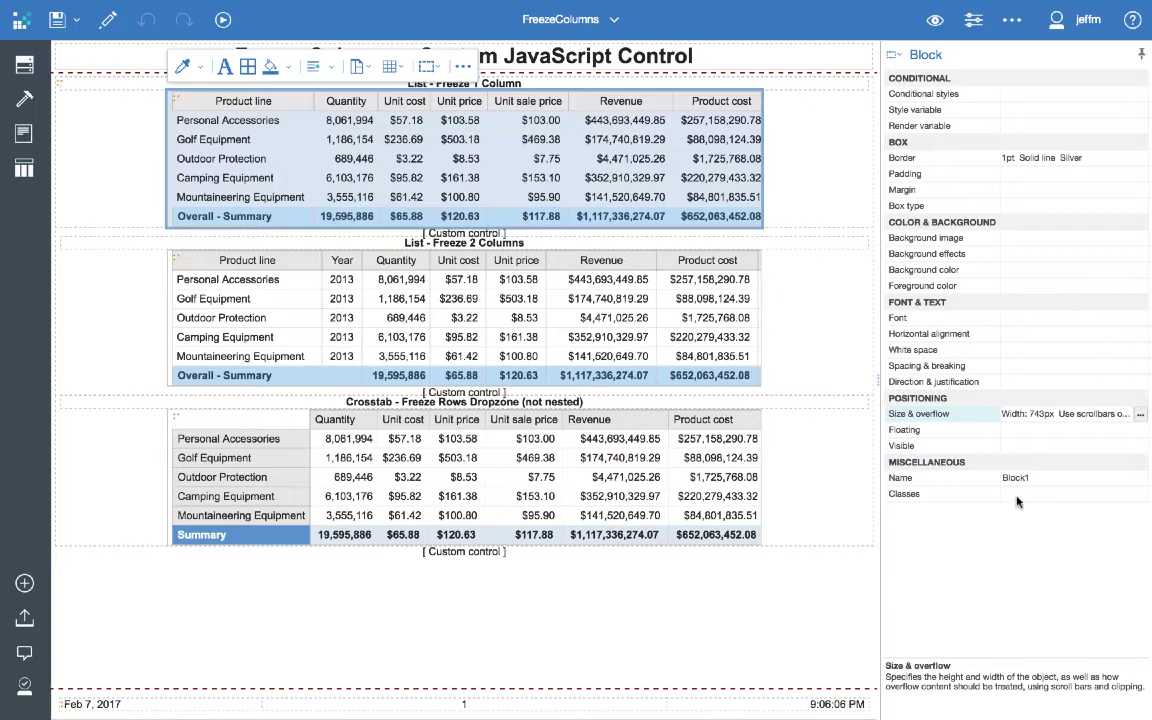 FreezeColumns
jeffm
m JavaScript Control
List - Freeze 1 Column
Product line Quantity Unit cost Unit price Unit sale price Revenue Product cost
Personal Accessories 8,061,994 $57.18 $103.58 $103.00 $443,693,449.85 $257,158,290.78
Golf Equipment 1,186,154 $236.69 $503.18 $469.38 $174,740,819.29 $88,098,124.39
Outdoor Protection 689,446 $3.22 $8.53 $7.75 $4,471,025.26 $1,725,768.08
Camping Equipment 6,103,176 $95.82 $161.38 $153.10 $352,910,329.97 $220,279,433.32
Mountaineering Equipment 3,555,116 $61.42 $100.80 $95.90 $141,520,649.70 $84,801,835.51
Overall - Summary 19,595,886 $65.88 $120.63 $117.88 $1,117,336,274.07 $652,063,452.08
[ Custom control ]
List - Freeze 2 Columns
Product line Year Quantity Unit cost Unit price Revenue Product cost
Personal Accessories 2013 8,061,994 $57.18 $103.58 $443,693,449.85 $257,158,290.78
Golf Equipment 2013 1,186,154 $236.69 $503.18 $174,740,819.29 $88,098,124.39
Outdoor Protection 2013 689,446 $3.22 $8.53 $4,471,025.26 $1,725,768.08
Camping Equipment 2013 6,103,176 $95.82 $161.38 $352,910,329.97 $220,279,433.32
Mountaineering Equipment 2013 3,555,116 $61.42 $100.80 $141,520,649.70 $84,801,835.51
Overall - Summary 19,595,886 $65.88 $120.63 $1,117,336,274.07 $652,063,452.08
[ Custom control ]
Crosstab - Freeze Rows Dropzone (not nested)
Quantity Unit cost Unit price Unit sale price Revenue Product cost
Personal Accessories 8,061,994 $57.18 $103.58 $103.00 $443,693,449.85 $257,158,290.78
Golf Equipment 1,186,154 $236.69 $503.18 $469.38 $174,740,819.29 $88,098,124.39
Outdoor Protection 689,446 $3.22 $8.53 $7.75 $4,471,025.26 $1,725,768.08
Camping Equipment 6,103,176 $95.82 $161.38 $153.10 $352,910,329.97 $220,279,433.32
Mountaineering Equipment 3,555,116 $61.42 $100.80 $95.90 $141,520,649.70 $84,801,835.51
Summary 19,595,886 $65.88 $120.63 $117.88 $1,117,336,274.07 $652,063,452.08
[ Custom control ]
Feb 7, 2017 1 9:06:06 PM
Block
CONDITIONAL
Conditional styles
Style variable
Render variable
BOX
Border 1pt Solid line Silver
Padding
Margin
Box type
COLOR & BACKGROUND
Background image
Background effects
Background color
Foreground color
FONT & TEXT
Font
Horizontal alignment
White space
Spacing & breaking
Direction & justification
POSITIONING
Size & overflow Width: 743px Use scrollbars o... ...
Floating
Visible
MISCELLANEOUS
Name Block1
Classes
Size & overflow
Specifies the height and width of the object, as well as how
overflow content should be treated, using scroll bars and clipping.